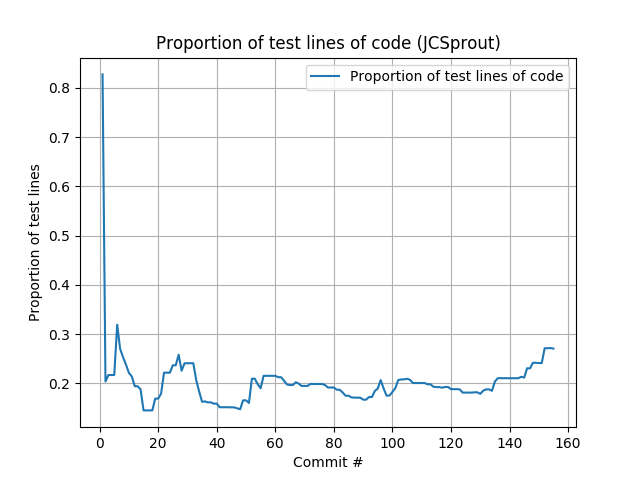 Proportion of test lines of code (JCSprout)
Proportion of test lines of code
Proportion of test lines
0.8
0.7
0.6
0.5
0.4
0.3
0.2
0 20 40 60 80 100 120 140 160
Commit #